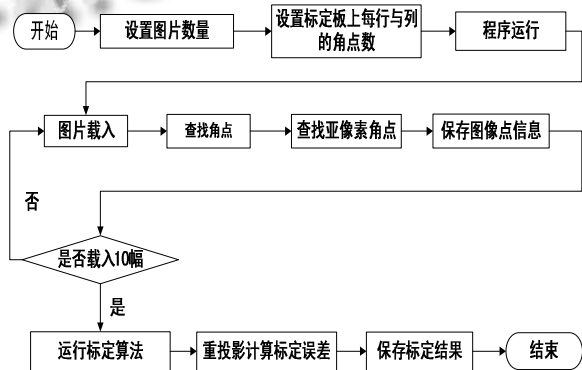 开始
设置图片数量
设置标定板上每行与列
的角点数
程序运行
图片载入
查找角点
查找亚像素角点
保存图像点信息
否
是否载入10幅
是
运行标定算法
重投影计算标定误差
保存标定结果
结束